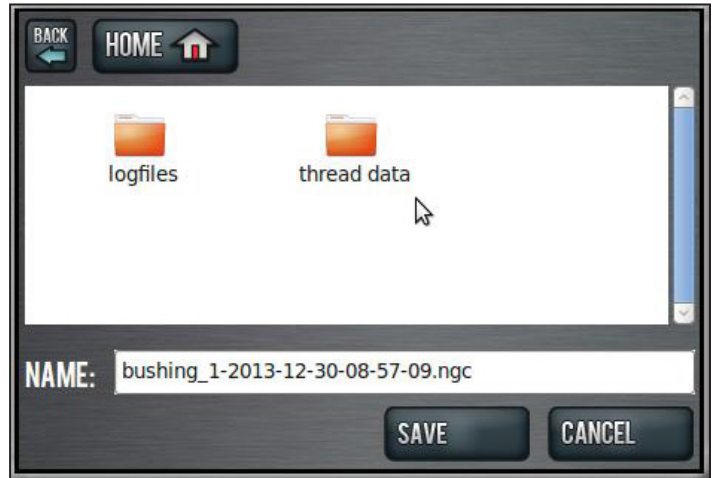 BACK
HOME
logfiles
thread data
NAME:
bushing_1-2013-12-30-08-57-09.ngc
SAVE
CANCEL